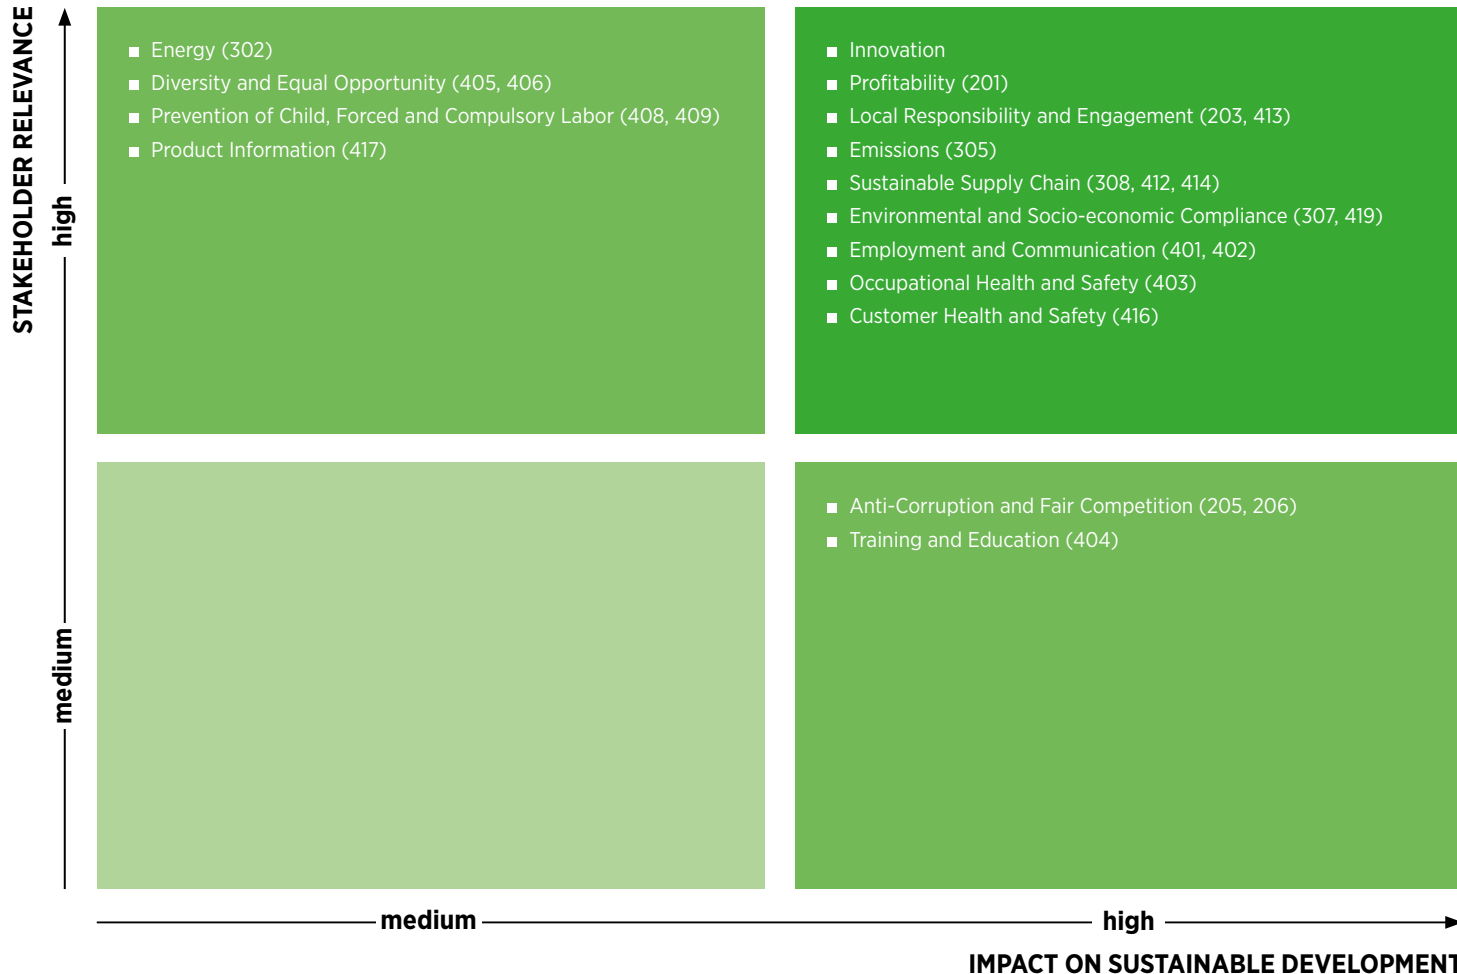 STAKEHOLDER RELEVANCE
high
medium
Energy (302)
Diversity and Equal Opportunity (405, 406)
Prevention of Child, Forced and Compulsory Labor (408, 409)
Product Information (417)
Innovation
Profitability (201)
Local Responsibility and Engagement (203, 413)
Emissions (305)
Sustainable Supply Chain (308, 412, 414)
Environmental and Socio-economic Compliance (307, 419)
Employment and Communication (401, 402)
Occupational Health and Safety (403)
Customer Health and Safety (416)
Anti-Corruption and Fair Competition (205, 206)
Training and Education (404)
medium
high
IMPACT ON SUSTAINABLE DEVELOPMENT